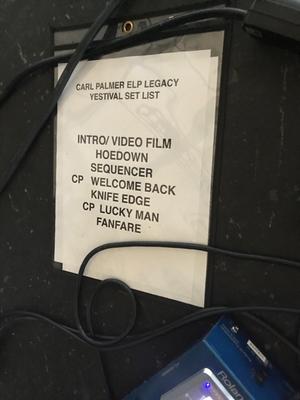 CARL PALMER ELP LEGACY
YESTIVAL SET LIST
INTRO/ VIDEO FILM
HOEDOWN
SEQUENCER
CP WELCOME BACK
KNIFE EDGE
CP LUCKY MAN
FANFARE
Roland